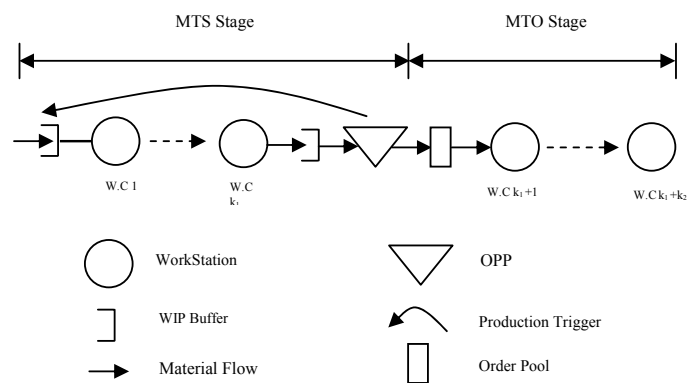 MTS Stage MTO Stage
W.C 1
W.C
k₁
W.C k₁+1
W.C k₁+k₂
WorkStation
OPP
WIP Buffer
Production Trigger
Material Flow
Order Pool